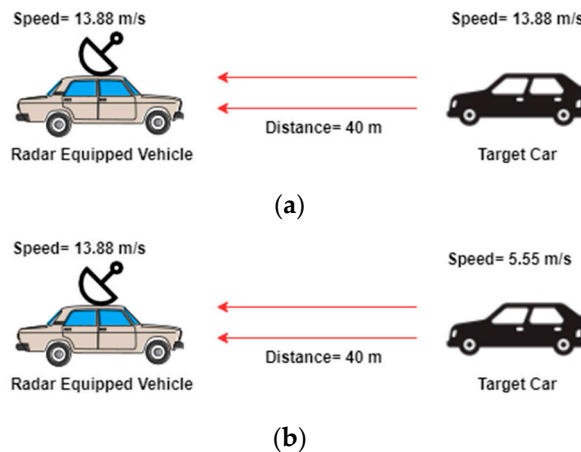 Speed= 13.88 m/s Speed= 13.88 m/s
Distance= 40 m
Radar Equipped Vehicle Target Car
(a)
Speed= 13.88 m/s Speed= 5.55 m/s
Distance= 40 m
Radar Equipped Vehicle Target Car
(b)